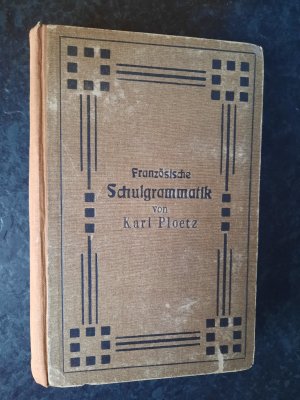 Französische
Schulgrammatik
von
Karl Ploetz